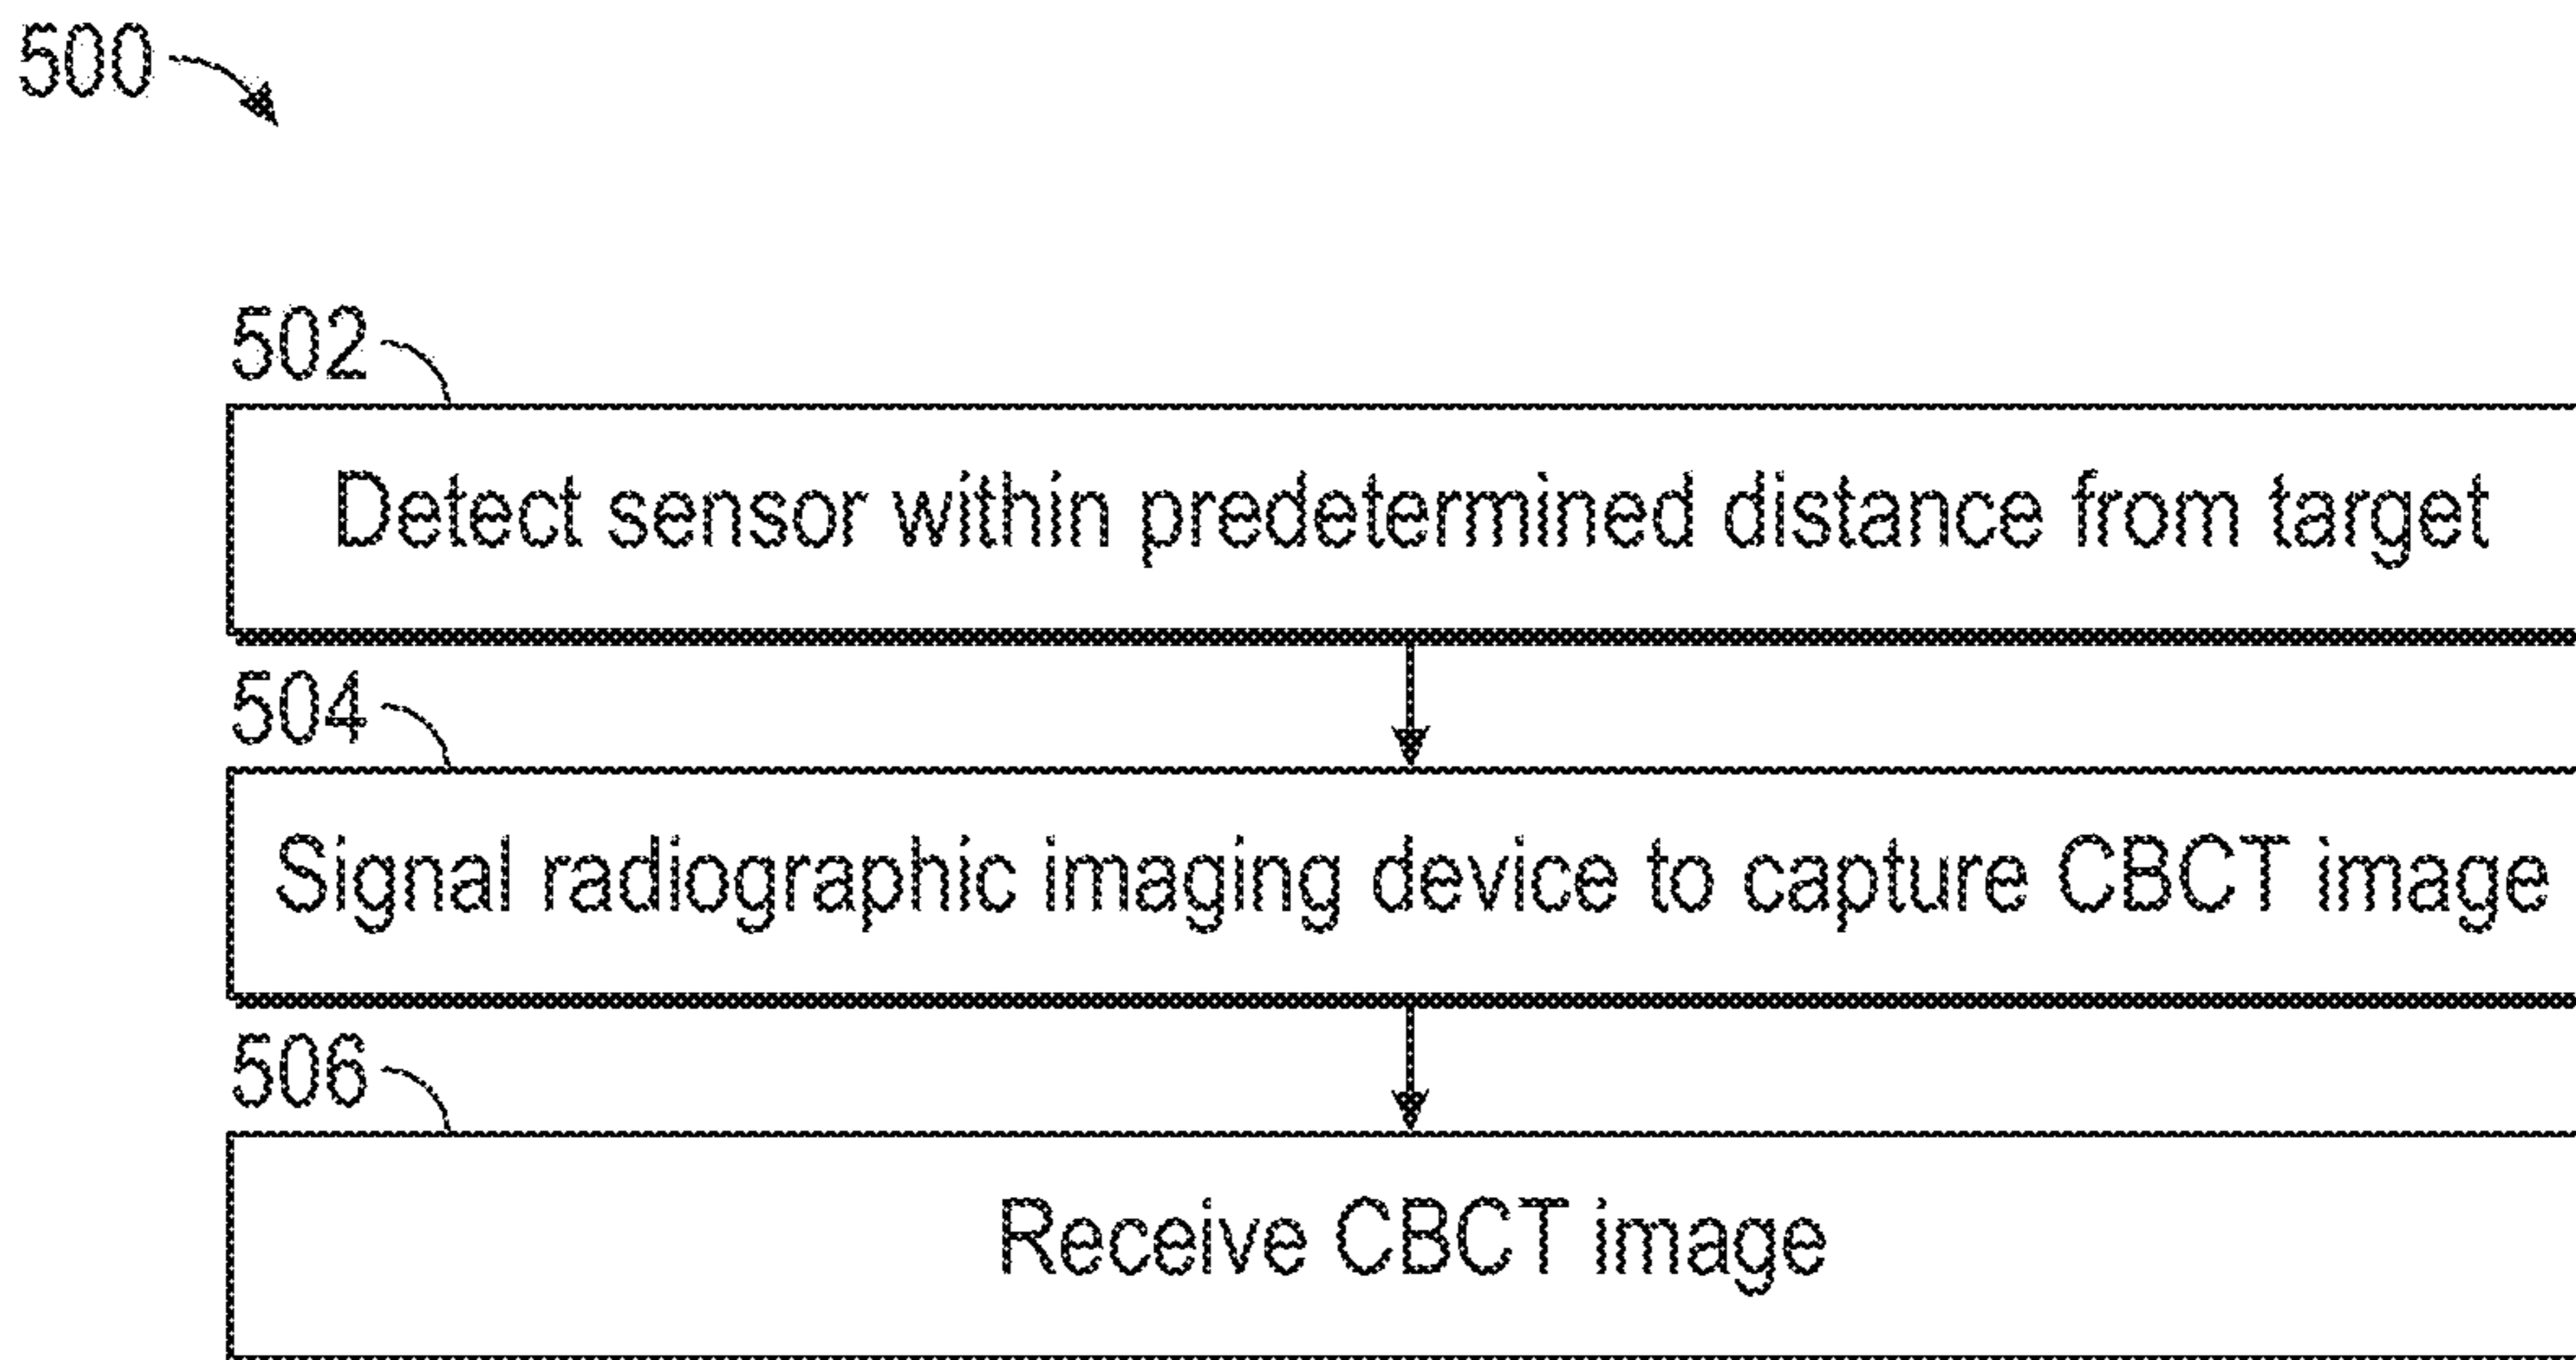 500
502
Detect sensor within predetermined distance from target
504
Signal radiographic imaging device to capture CBCT image
506
Receive CBCT image